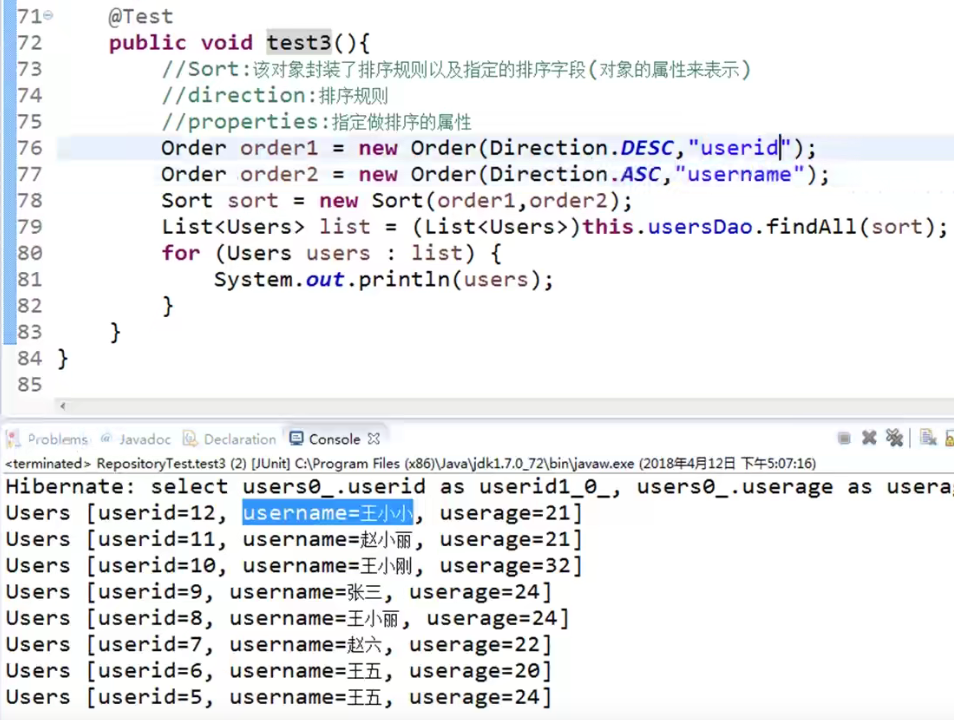 71 @Test
72 public void test3(){
73 //Sort:该对象封装了排序规则以及指定的排序字段(对象的属性来表示)
74 //direction:排序规则
75 //properties:指定做排序的属性
76 Order order1 = new Order(Direction.DESC,"userid");
77 Order order2 = new Order(Direction.ASC,"username");
78 Sort sort = new Sort(order1,order2);
79 List<Users> list = (List<Users>)this.usersDao.findAll(sort);
80 for (Users users : list) {
81 System.out.println(users);
82 }
83 }
84 }
85
Problems Javadoc Declaration Console
<terminated> RepositoryTest.test3 (2) [JUnit] C:\Program Files (x86)\Java\jdk1.7.0_72\bin\javaw.exe (2018年4月12日 下午5:07:16)
Hibernate: select users0_.userid as userid1_0_, users0_.userage as usera
Users [userid=12, username=王小小, userage=21]
Users [userid=11, username=赵小丽, userage=21]
Users [userid=10, username=王小刚, userage=32]
Users [userid=9, username=张三, userage=24]
Users [userid=8, username=王小丽, userage=24]
Users [userid=7, username=赵六, userage=22]
Users [userid=6, username=王五, userage=20]
Users [userid=5, username=王五, userage=24]